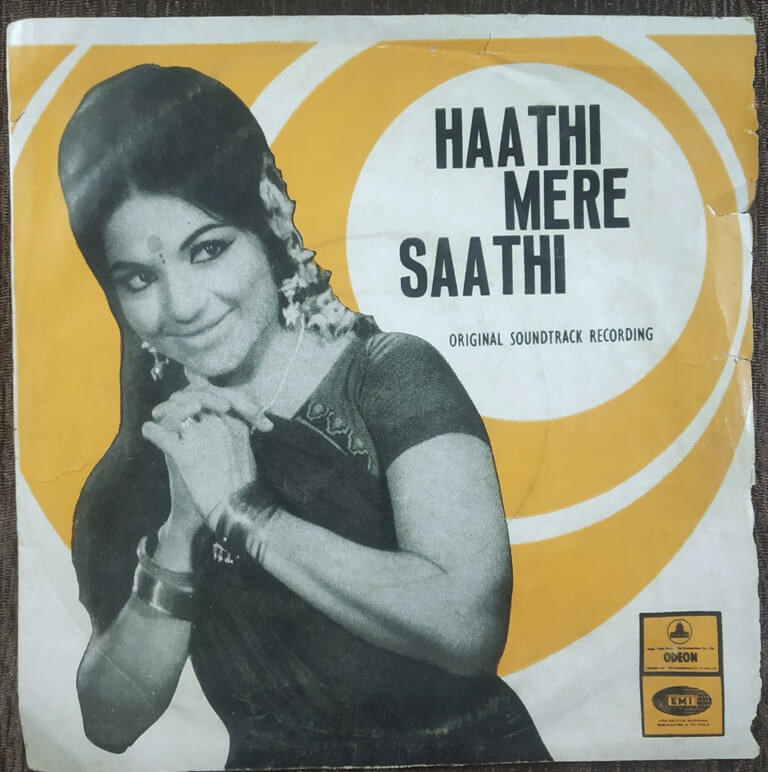 HAATHI
MERE
SAATHI
ORIGINAL SOUNDTRACK RECORDING
ODEON
EMI